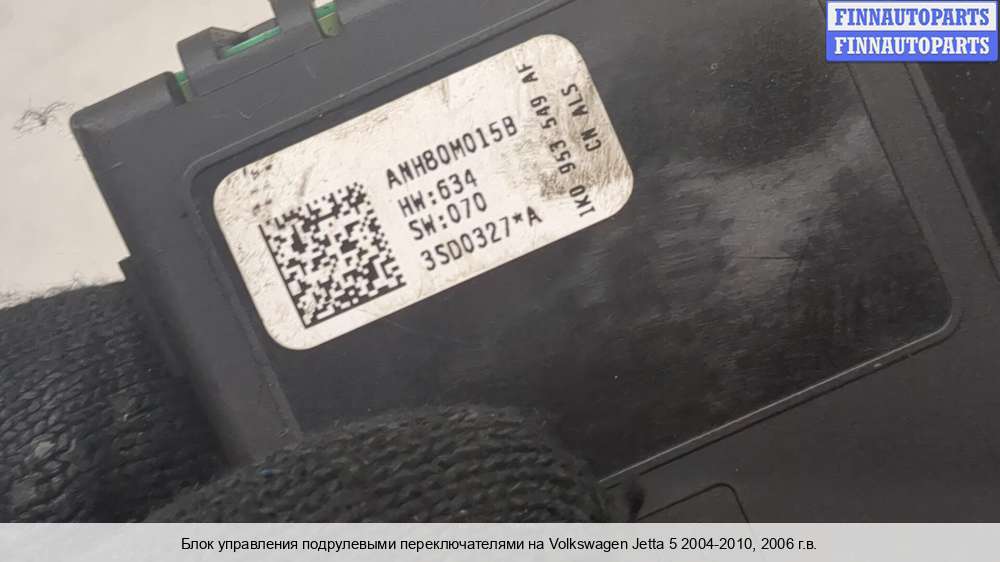 FINNAUTOPARTS
FINNAUTOPARTS
ANH80M015B
HW:634
SW:070
3SD0327*A
1K0 953 549 AF
CN ALS
Блок управления подрулевыми переключателями на Volkswagen Jetta 5 2004-2010, 2006 г.в.